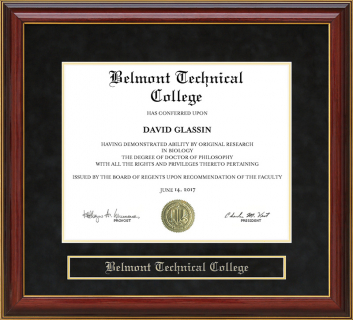 Belmont Technical
College
HAS CONFERRED UPON
DAVID GLASSIN
HAVING DEMONSTRATED ABILITY BY ORIGINAL RESEARCH
IN BIOLOGY
THE DEGREE OF DOCTOR OF PHILOSOPHY
WITH ALL THE RIGHTS AND PRIVILEGES THERETO PERTAINING
ISSUED BY THE BOARD OF REGENTS UPON RECOMMENDATION OF THE FACULTY
JUNE 14, 2017
PROVOST
PRESIDENT
Belmont Technical College